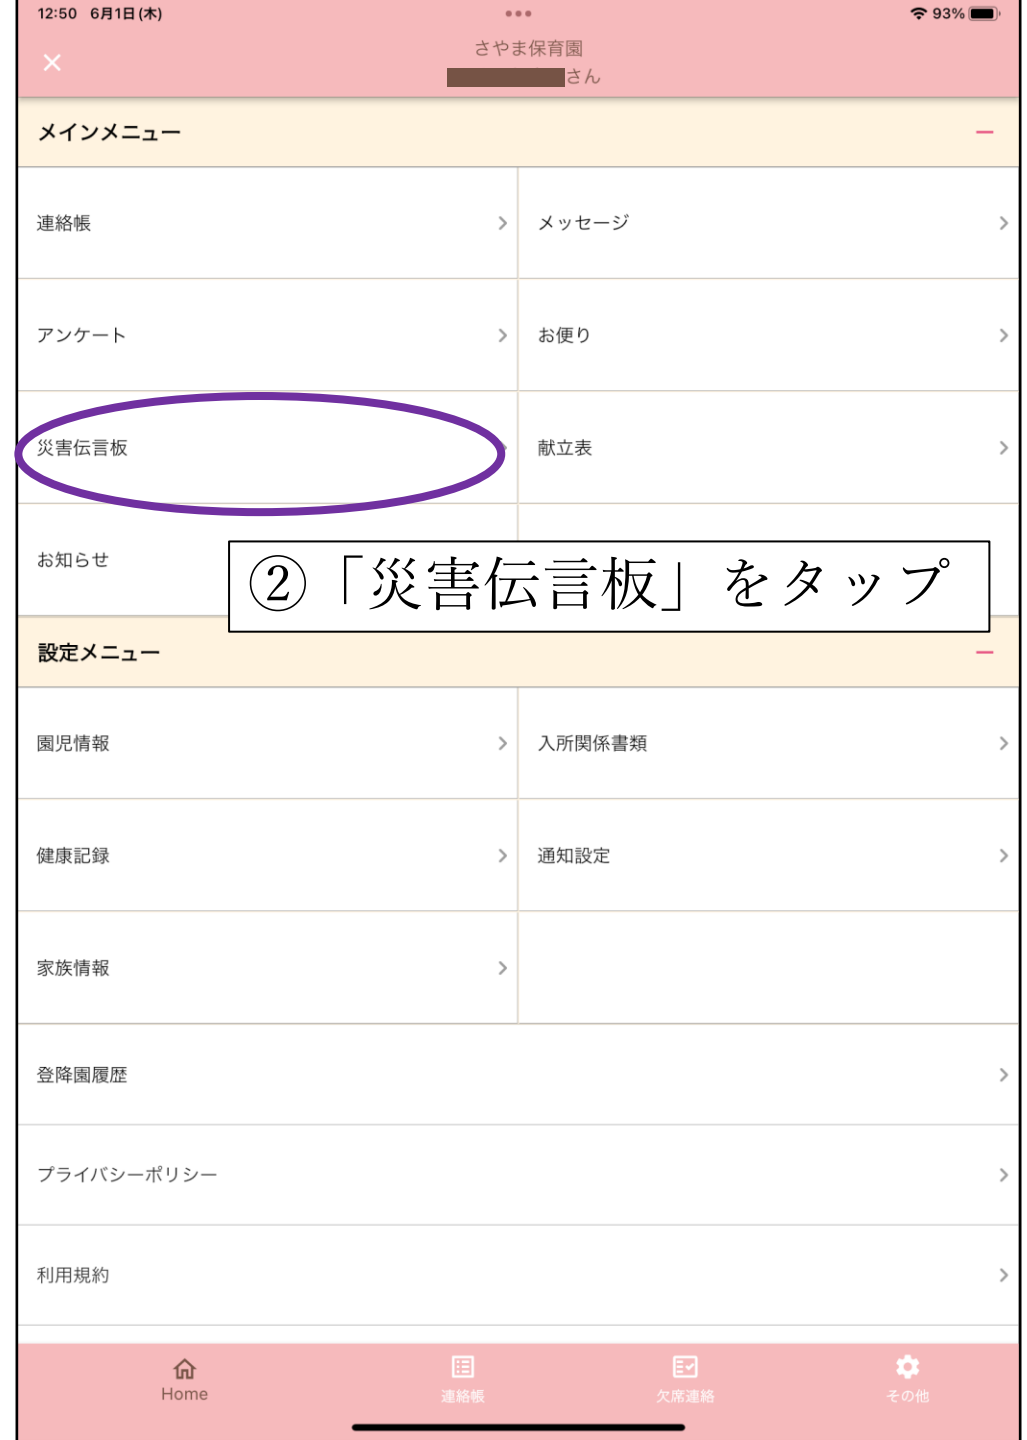 12:50 6月1日(木)
93%
さやま保育園
さん
メインメニュー
連絡帳
メッセージ
アンケート
お便り
災害伝言板
献立表
お知らせ
②「災害伝言板」をタップ
設定メニュー
園児情報
入所関係書類
健康記録
通知設定
家族情報
登降園履歴
プライバシーポリシー
利用規約
Home
連絡帳
欠席連絡
その他